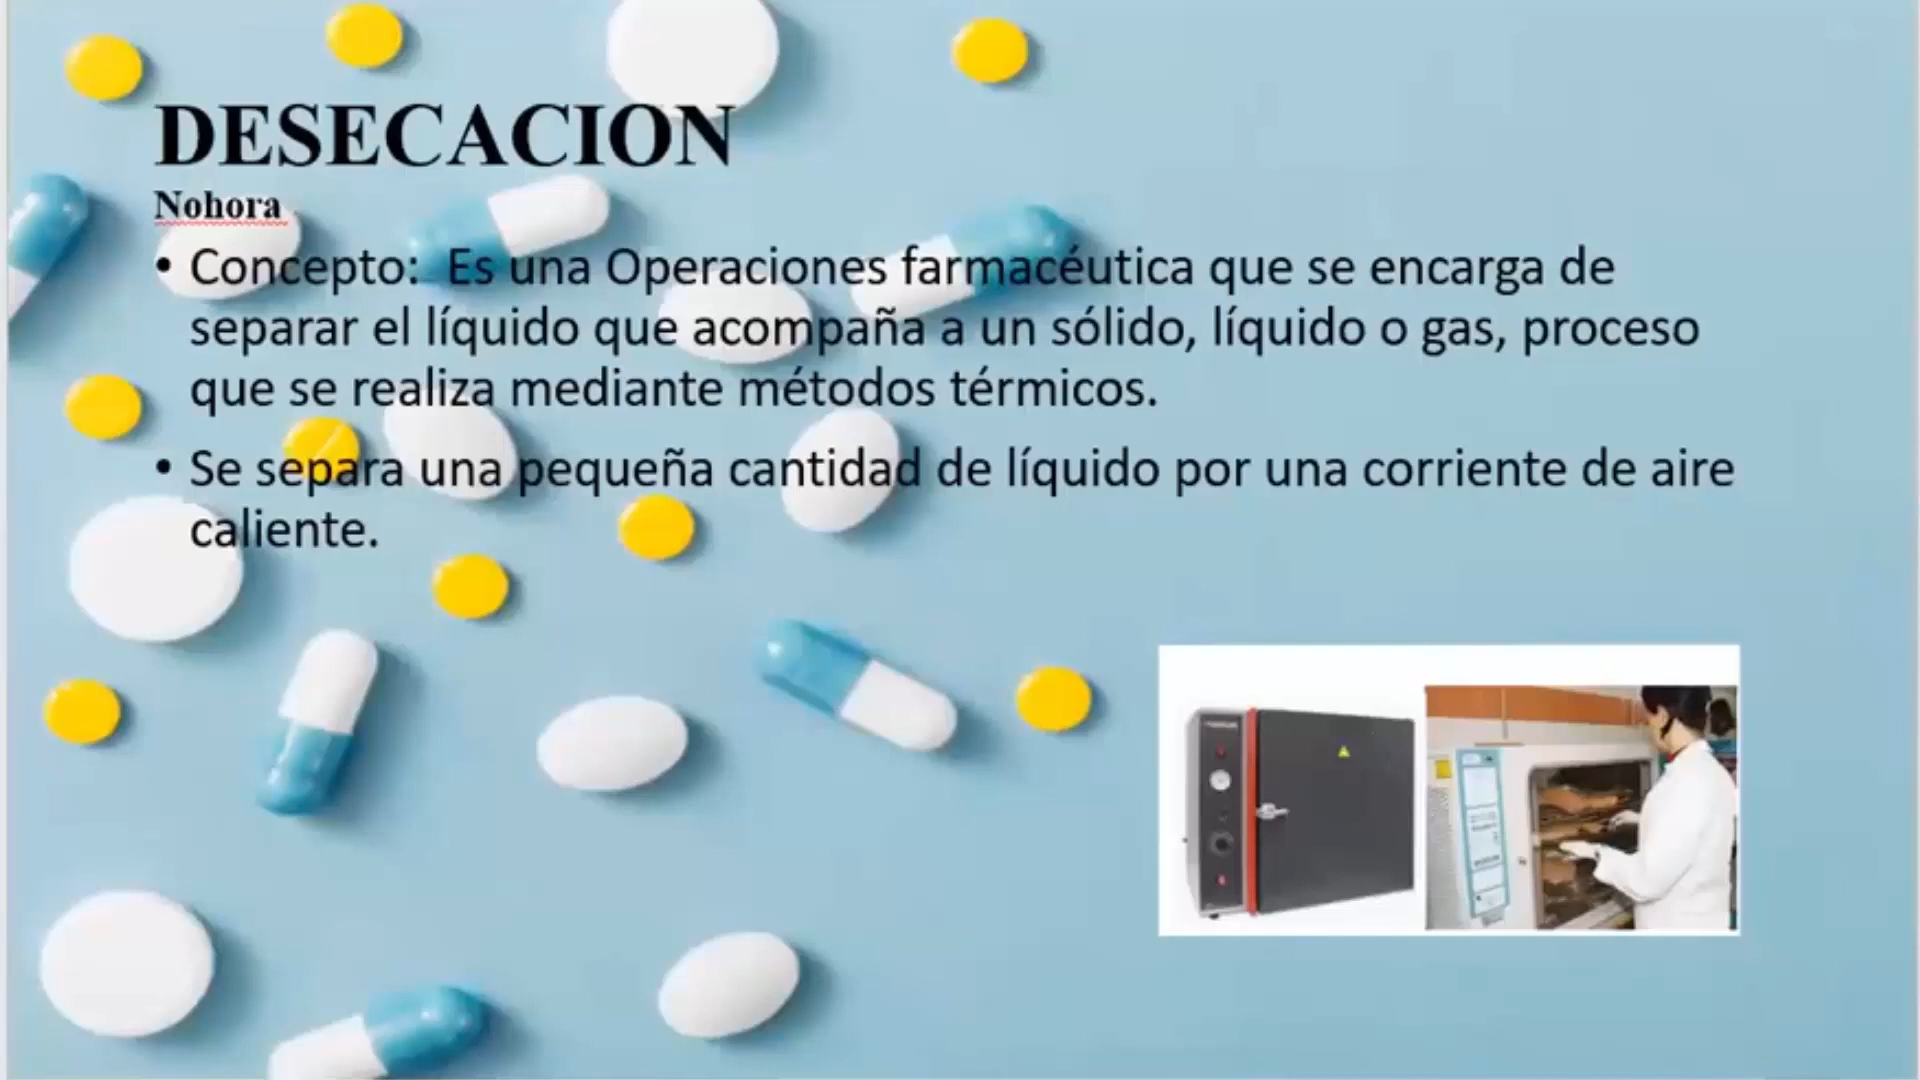 DESECACION
Nohora
• Concepto: Es una Operaciones farmacéutica que se encarga de
separar el líquido que acompaña a un sólido, líquido o gas, proceso
que se realiza mediante métodos térmicos.
• Se separa una pequeña cantidad de líquido por una corriente de aire
caliente.